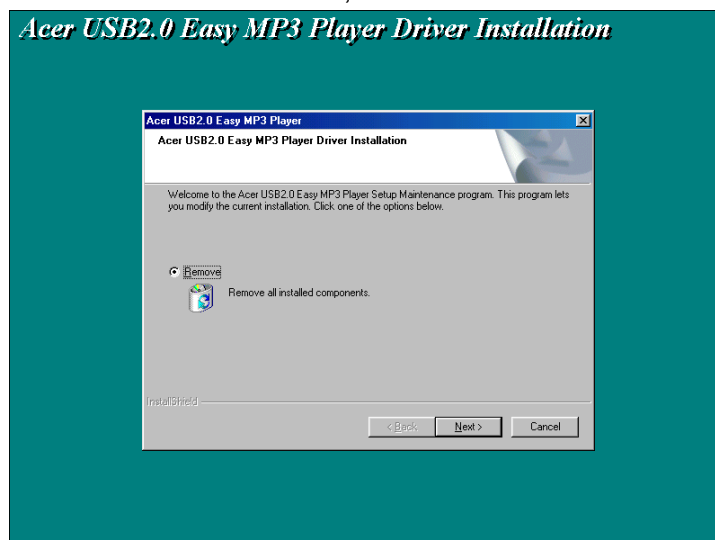 Acer USB2.0 Easy MP3 Player Driver Installation
Acer USB2.0 Easy MP3 Player
Acer USB2.0 Easy MP3 Player Driver Installation
Welcome to the Acer USB2.0 Easy MP3 Player Setup Maintenance program. This program lets
you modify the current installation. Click one of the options below.
Remove
Remove all installed components.
InstallShield
< Back Next > Cancel